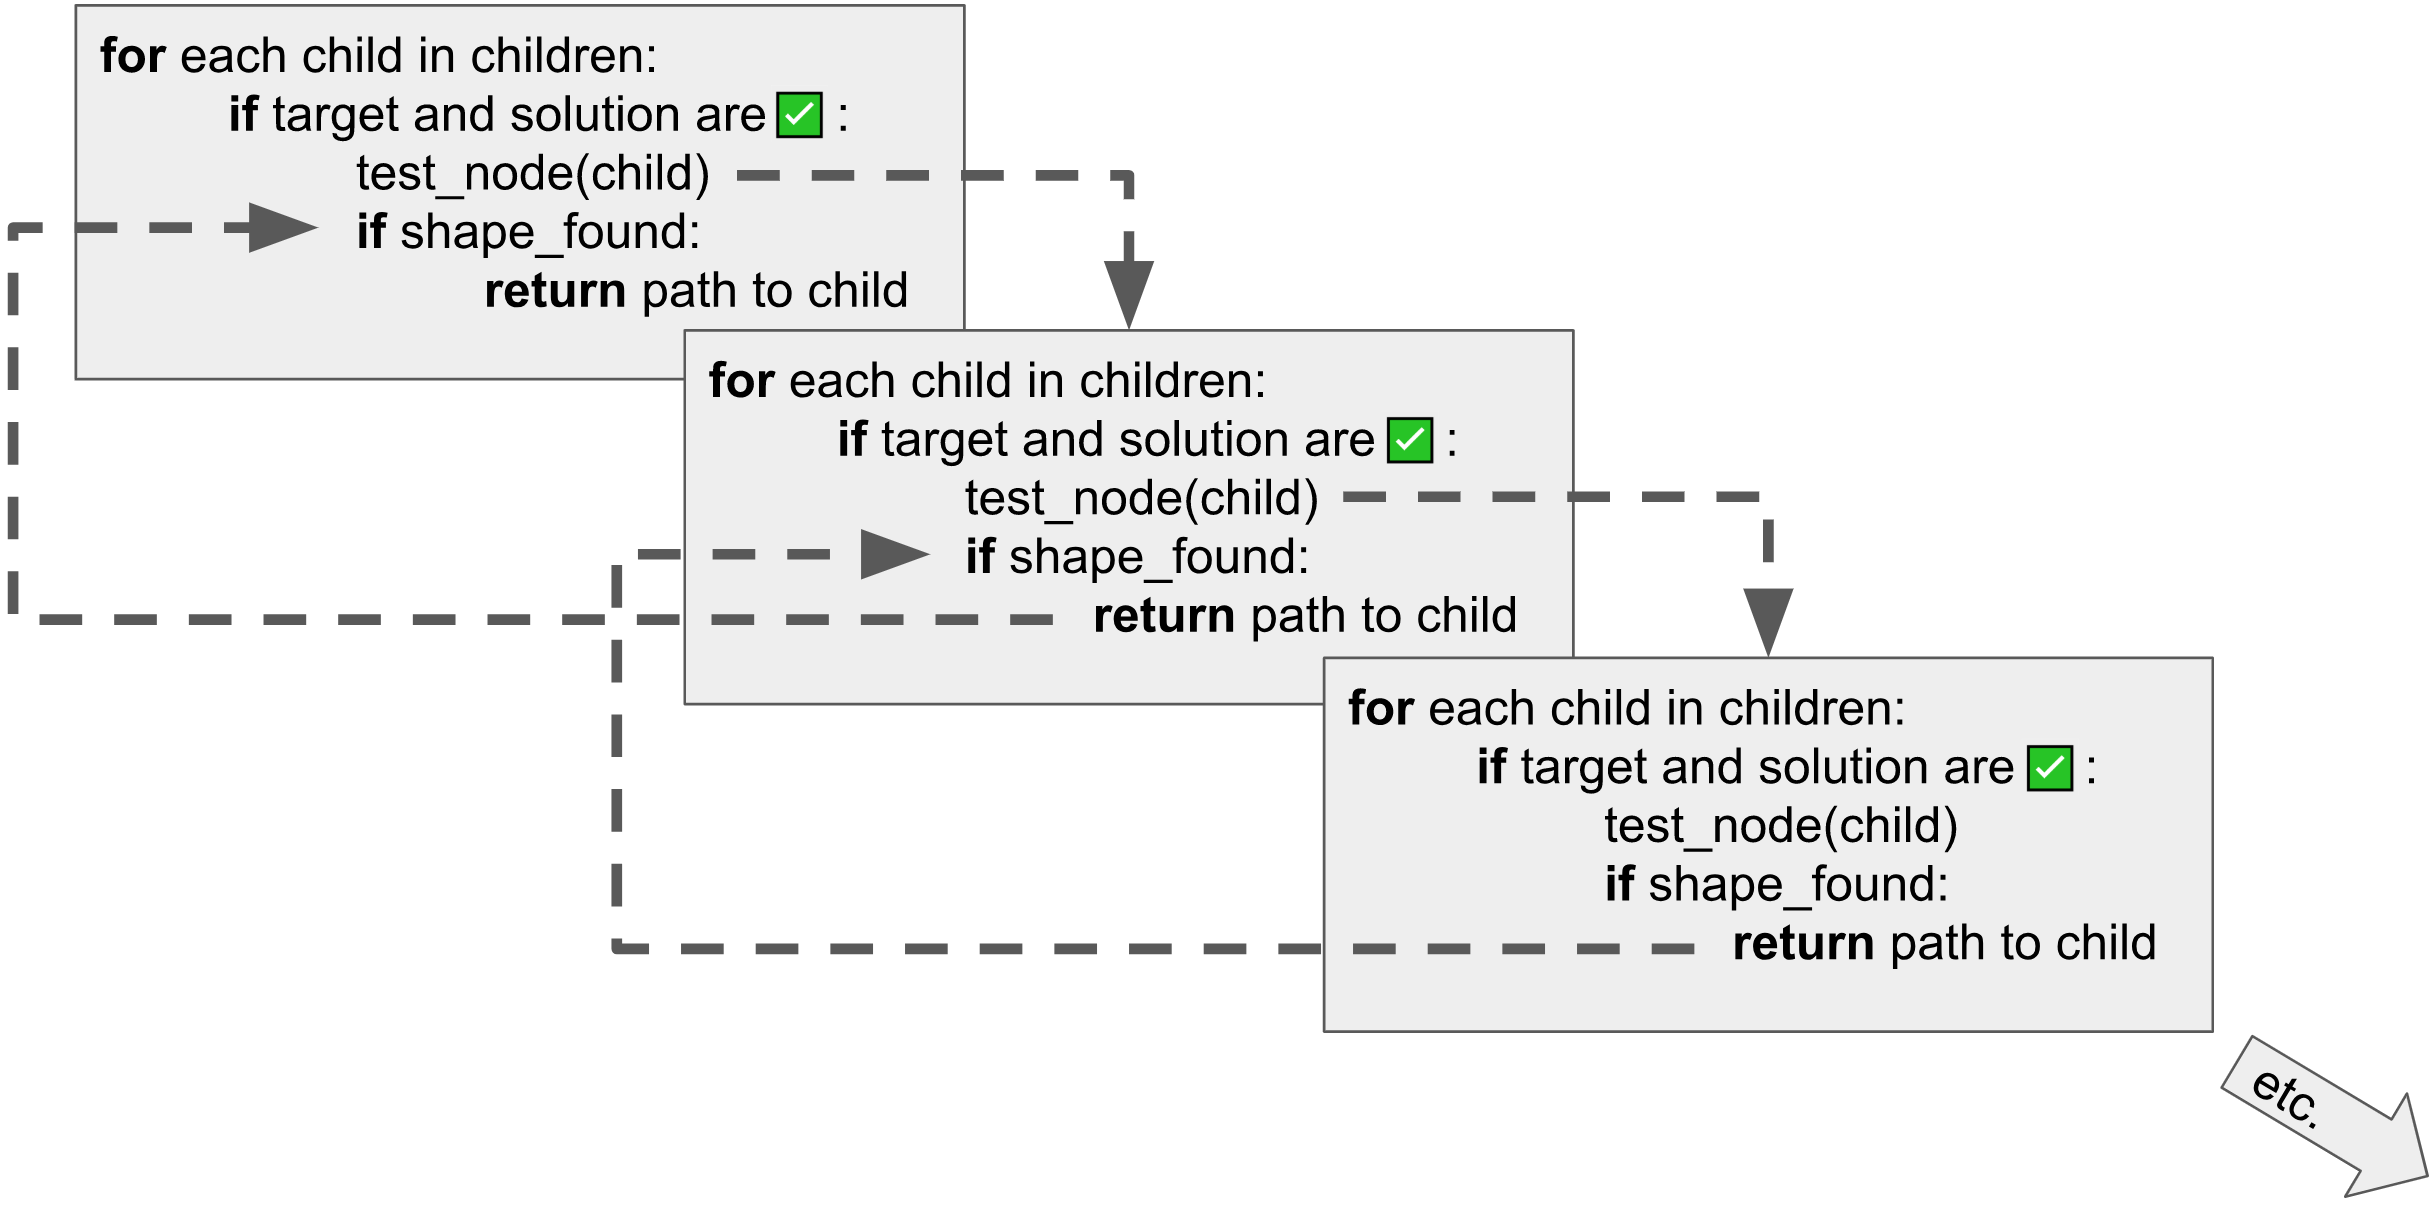 for each child in children:
if target and solution are ✅ :
test_node(child)
if shape_found:
return path to child
for each child in children:
if target and solution are ✅ :
test_node(child)
if shape_found:
return path to child
for each child in children:
if target and solution are ✅ :
test_node(child)
if shape_found:
return path to child
etc.